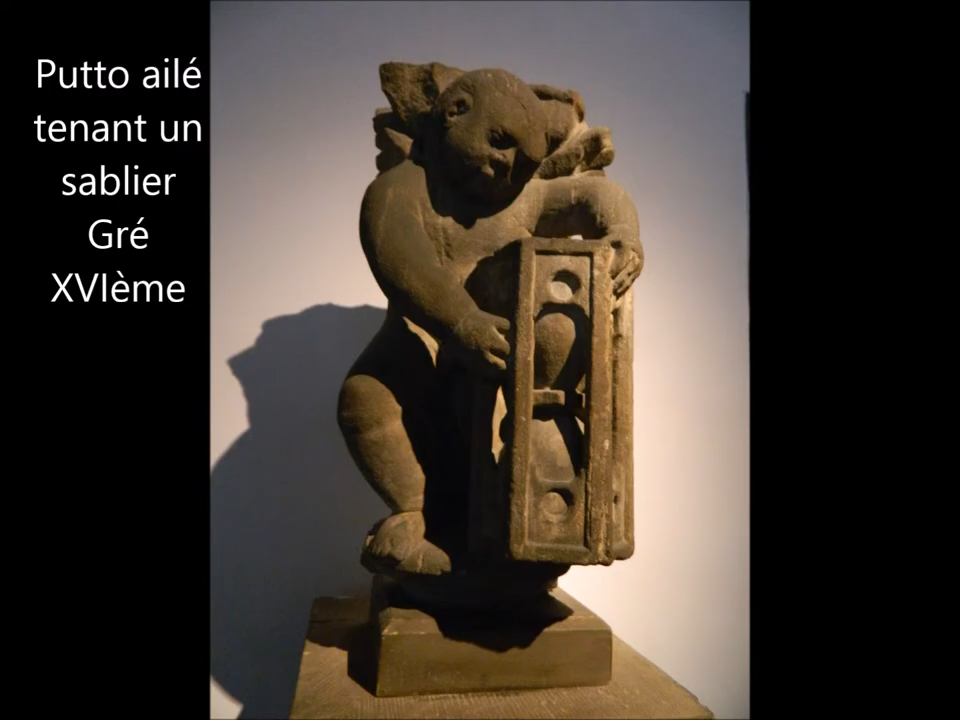 Putto ailé
tenant un
sablier
Gré
XVIème